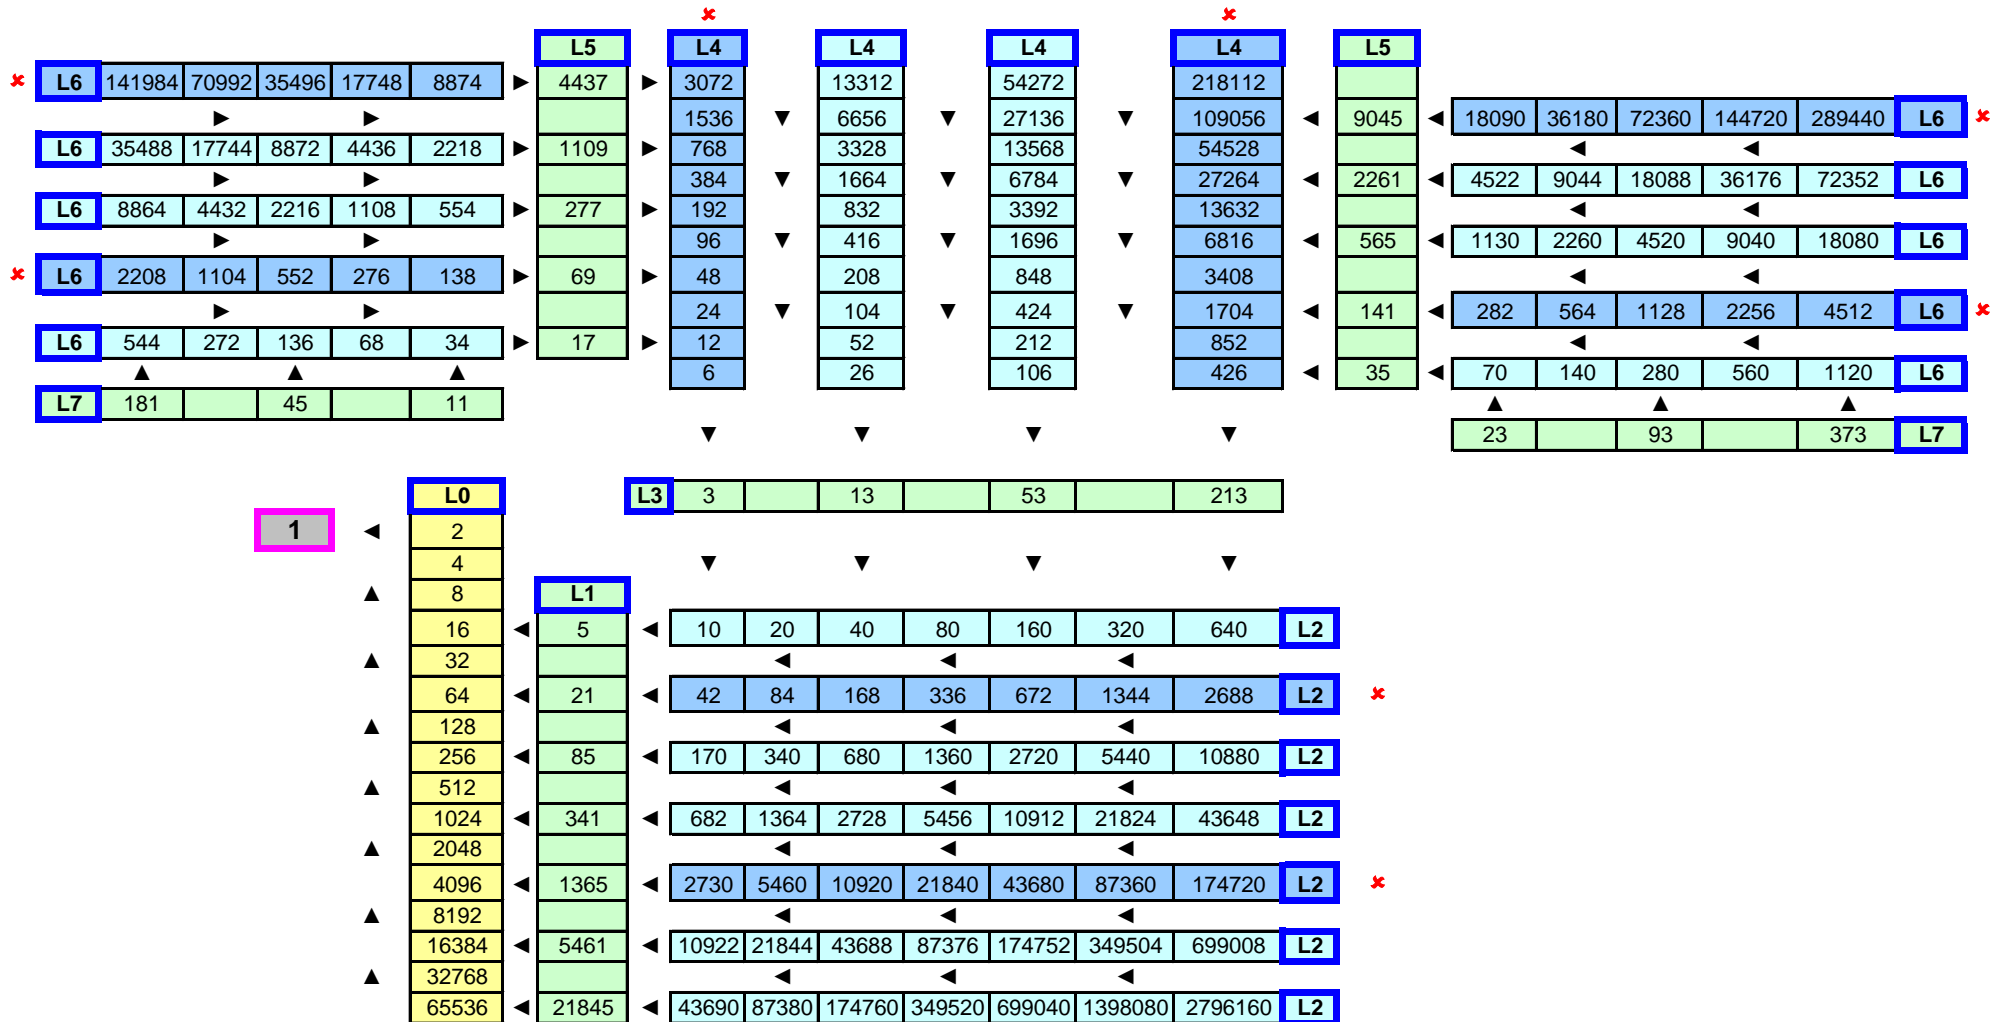 L5 L4 L4 L4 L4 L5
L6 141984 70992 35496 17748 8874 4437 3072 13312 54272 218112
1536 6656 27136 109056 9045 18090 36180 72360 144720 289440 L6
L6 35488 17744 8872 4436 2218 1109 768 3328 13568 54528
384 1664 6784 27264 2261 4522 9044 18088 36176 72352 L6
L6 8864 4432 2216 1108 554 277 192 832 3392 13632
96 416 1696 6816 565 1130 2260 4520 9040 18080 L6
L6 2208 1104 552 276 138 69 48 208 848 3408
24 104 424 1704 141 282 564 1128 2256 4512 L6
L6 544 272 136 68 34 17 12 52 212 852
6 26 106 426 35 70 140 280 560 1120 L6
L7 181 45 11
23 93 373 L7
L0 L3 3 13 53 213
1 2
4
8 L1
16 5 10 20 40 80 160 320 640 L2
32
64 21 42 84 168 336 672 1344 2688 L2
128
256 85 170 340 680 1360 2720 5440 10880 L2
512
1024 341 682 1364 2728 5456 10912 21824 43648 L2
2048
4096 1365 2730 5460 10920 21840 43680 87360 174720 L2
8192
16384 5461 10922 21844 43688 87376 174752 349504 699008 L2
32768
65536 21845 43690 87380 174760 349520 699040 1398080 2796160 L2